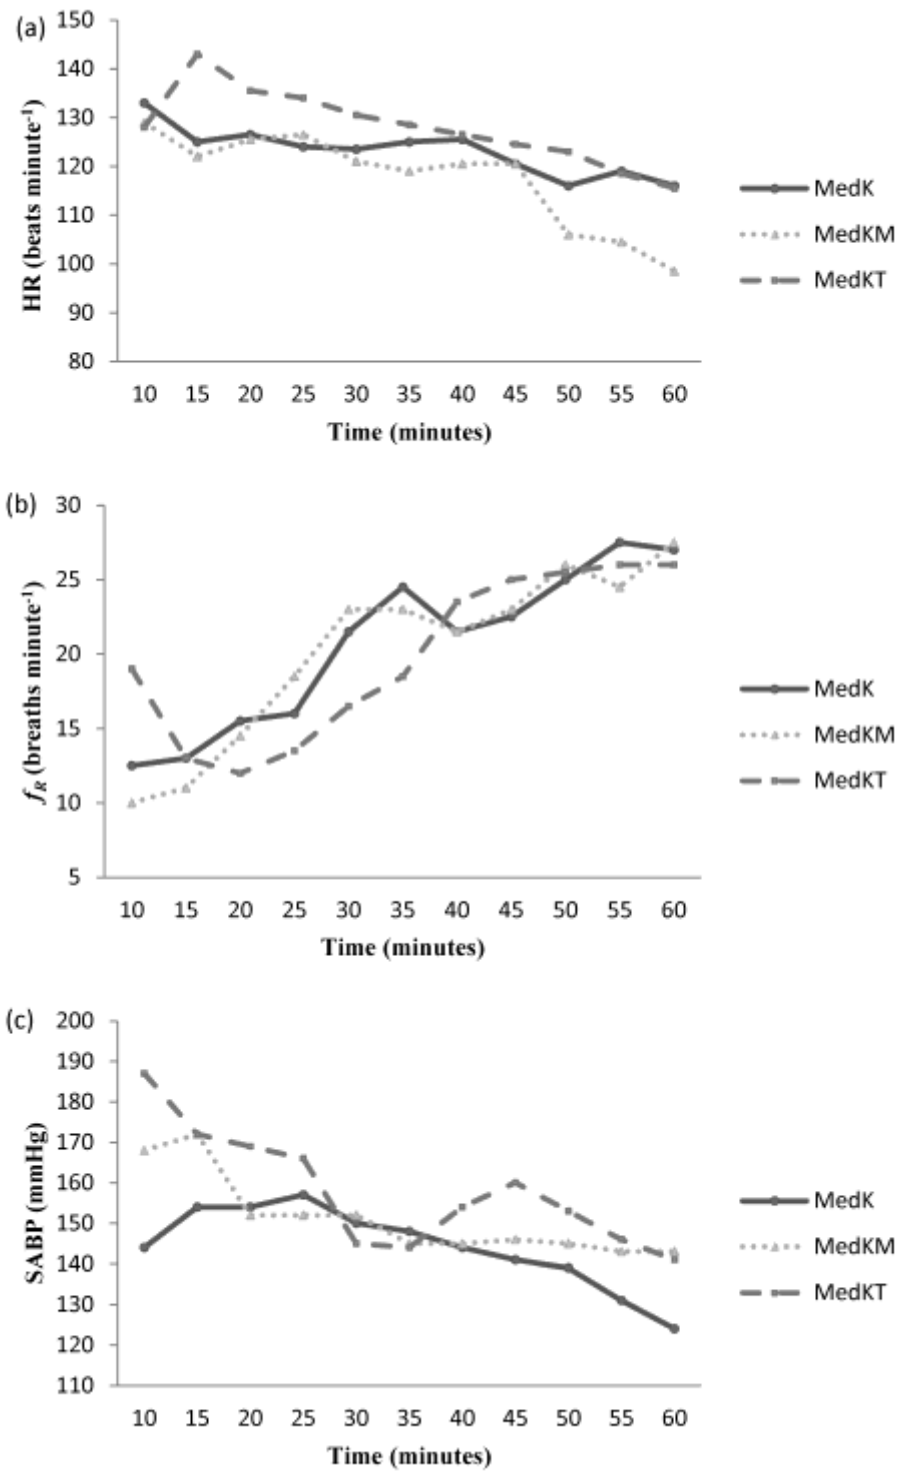 (a)
150
140
130
120
110
100
90
80
HR (beats minute⁻¹)
10 15 20 25 30 35 40 45 50 55 60
Time (minutes)
MedK
MedKM
MedKT
(b)
30
25
20
15
10
5
fR (breaths minute⁻¹)
10 15 20 25 30 35 40 45 50 55 60
Time (minutes)
MedK
MedKM
MedKT
(c)
200
190
180
170
160
150
140
130
120
110
SABP (mmHg)
10 15 20 25 30 35 40 45 50 55 60
Time (minutes)
MedK
MedKM
MedKT